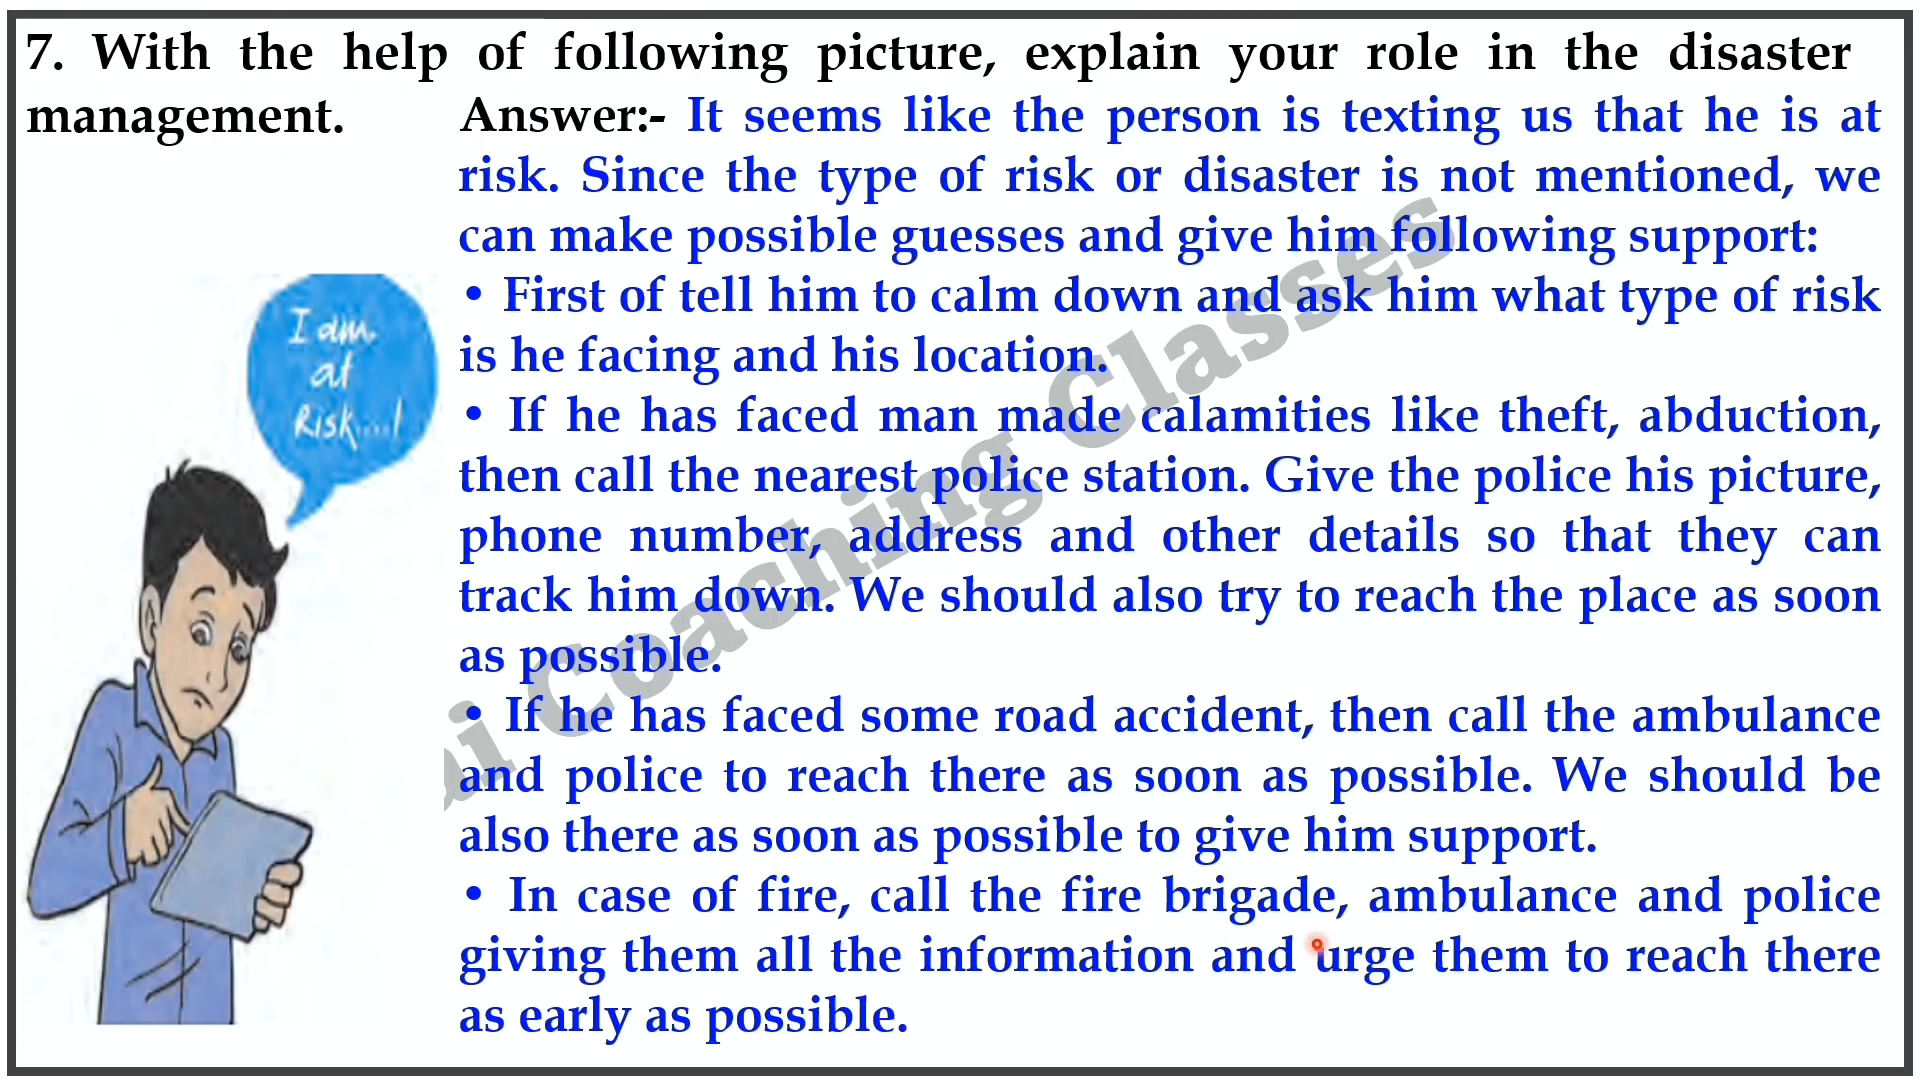 7. With the help of following picture, explain your role in the disaster
management.
Answer:- It seems like the person is texting us that he is at
risk. Since the type of risk or disaster is not mentioned, we
can make possible guesses and give him following support:
• First of tell him to calm down and ask him what type of risk
is he facing and his location.
• If he has faced man made calamities like theft, abduction,
then call the nearest police station. Give the police his picture,
phone number, address and other details so that they can
track him down. We should also try to reach the place as soon
as possible.
• If he has faced some road accident, then call the ambulance
and police to reach there as soon as possible. We should be
also there as soon as possible to give him support.
• In case of fire, call the fire brigade, ambulance and police
giving them all the information and urge them to reach there
as early as possible.
I am
at
Risk....!
Coaching Classes